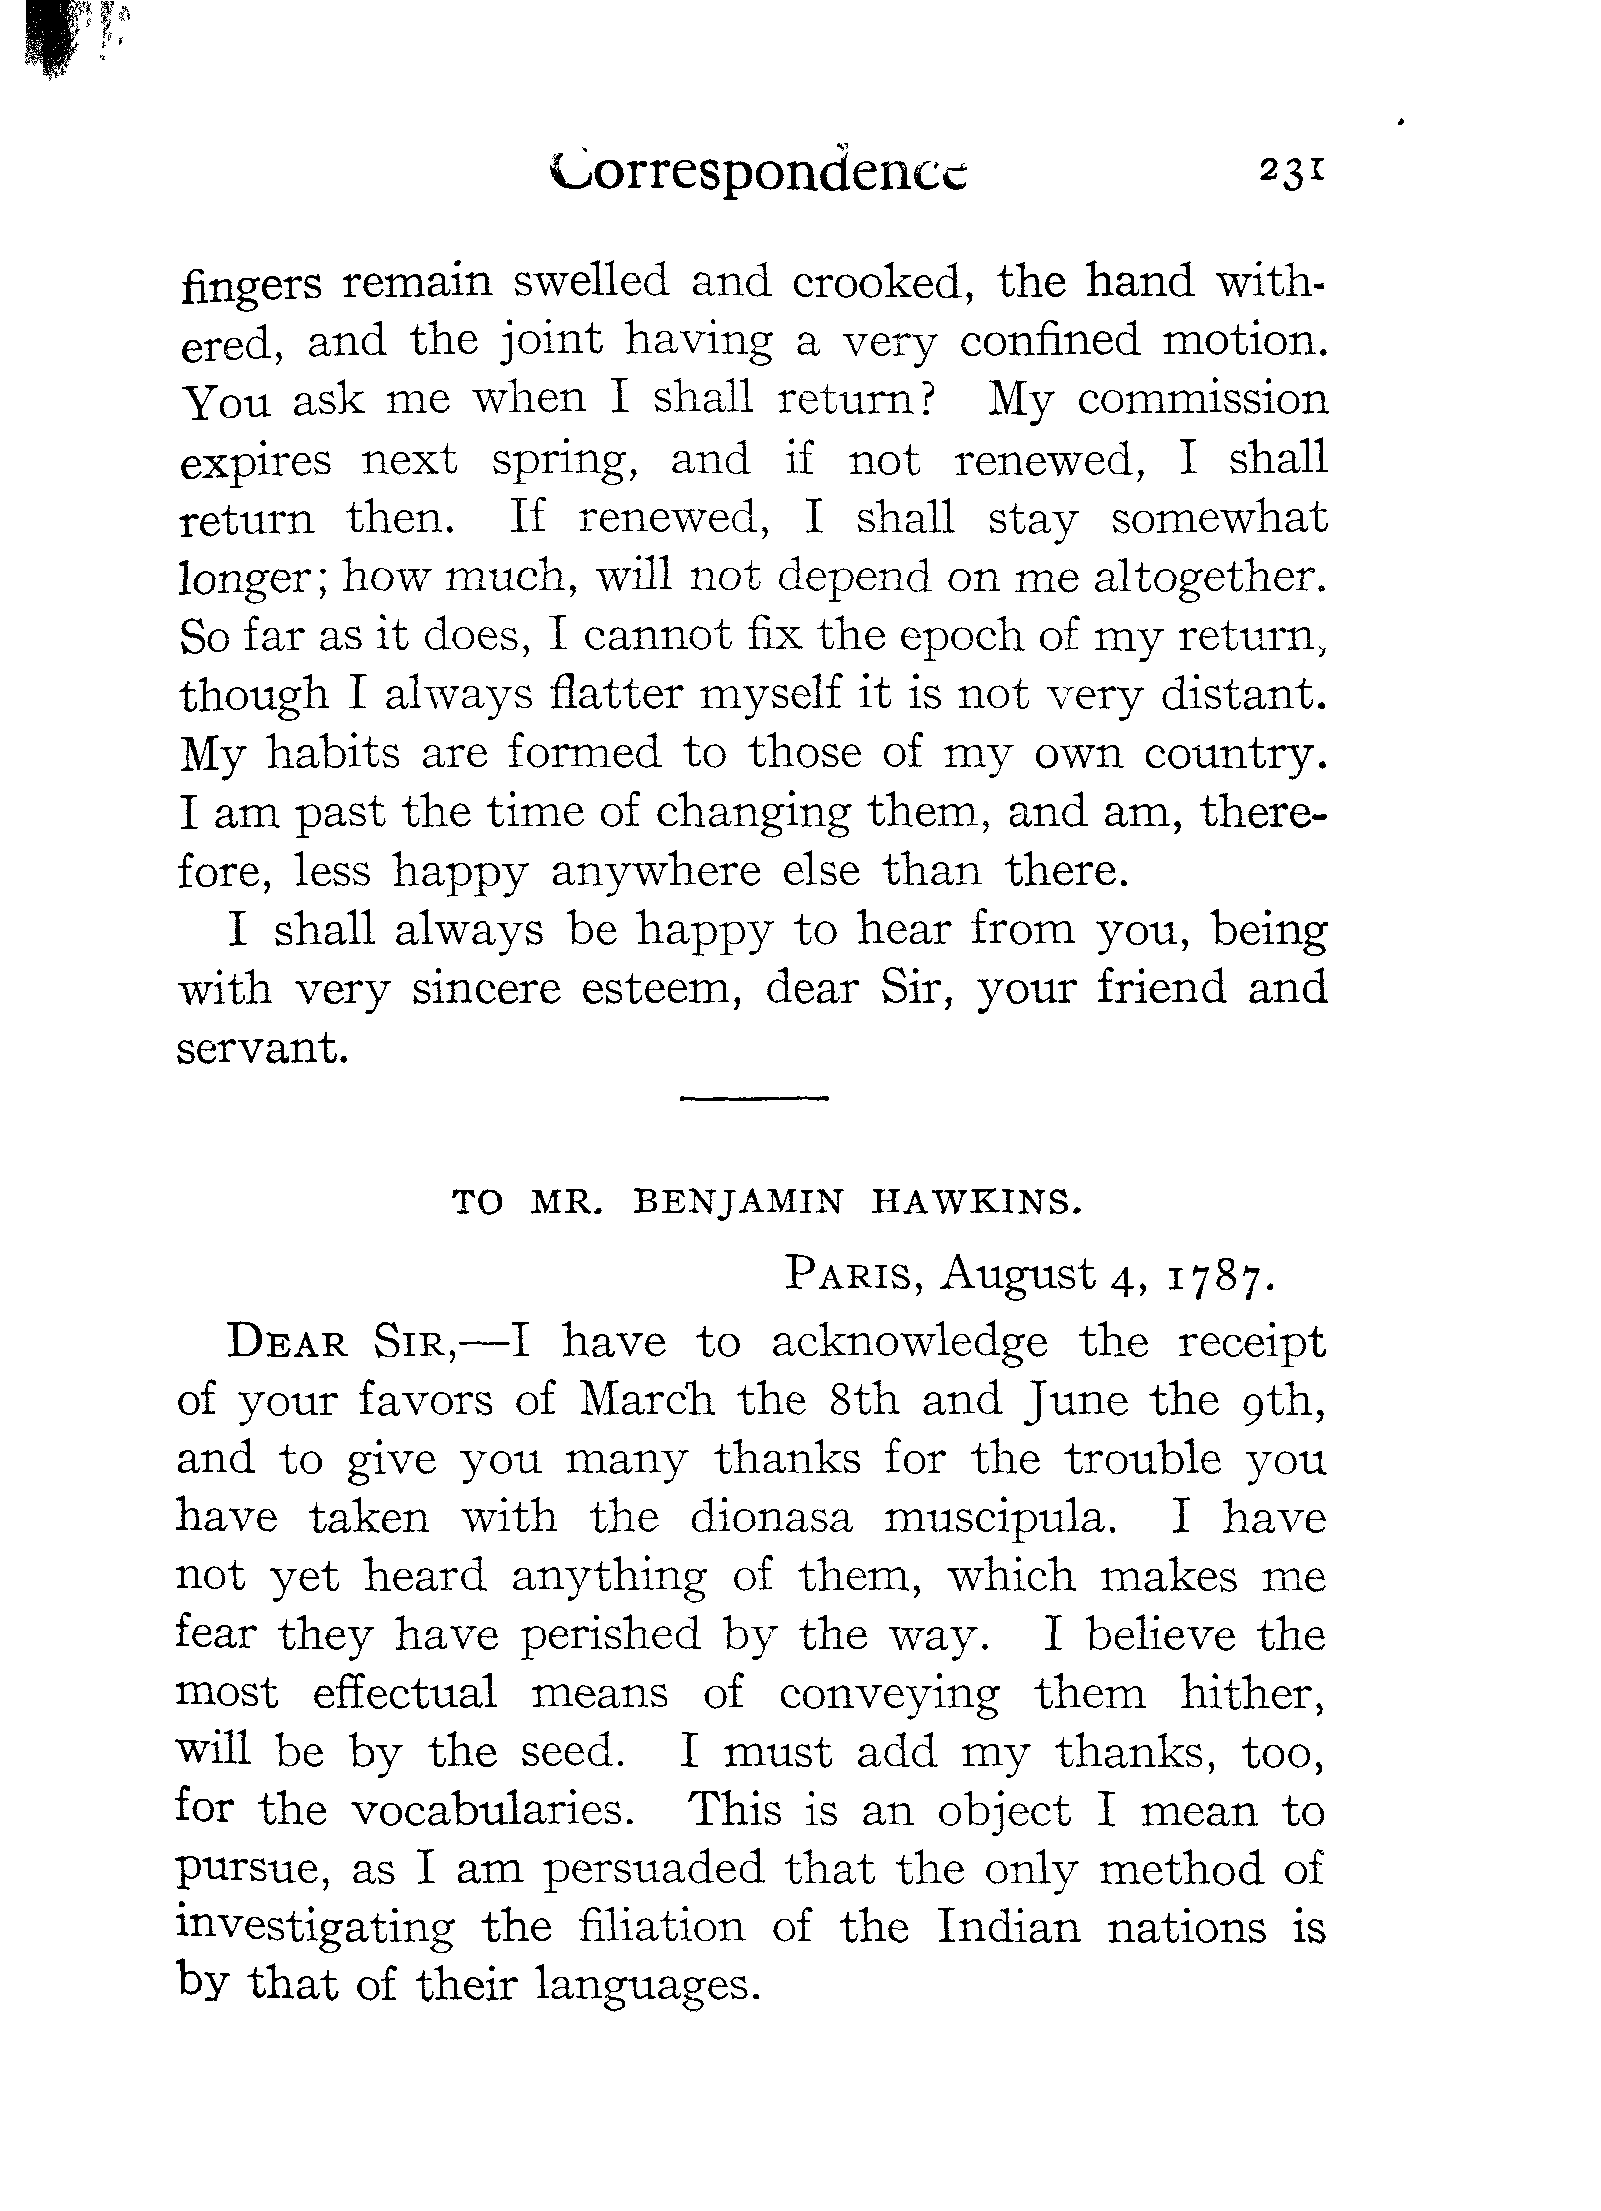 Correspondence 231
fingers remain swelled and crooked, the hand with-
ered, and the joint having a very confined motion.
You ask me when I shall return? My commission
expires next spring, and if not renewed, I shall
return then. If renewed, I shall stay somewhat
longer; how much, will not depend on me altogether.
So far as it does, I cannot fix the epoch of my return,
though I always flatter myself it is not very distant.
My habits are formed to those of my own country.
I am past the time of changing them, and am, there-
fore, less happy anywhere else than there.
I shall always be happy to hear from you, being
with very sincere esteem, dear Sir, your friend and
servant.
TO MR. BENJAMIN HAWKINS.
PARIS, August 4, 1787.
DEAR SIR,—I have to acknowledge the receipt
of your favors of March the 8th and June the 9th,
and to give you many thanks for the trouble you
have taken with the dionasa muscipula. I have
not yet heard anything of them, which makes me
fear they have perished by the way. I believe the
most effectual means of conveying them hither,
will be by the seed. I must add my thanks, too,
for the vocabularies. This is an object I mean to
pursue, as I am persuaded that the only method of
investigating the filiation of the Indian nations is
by that of their languages.